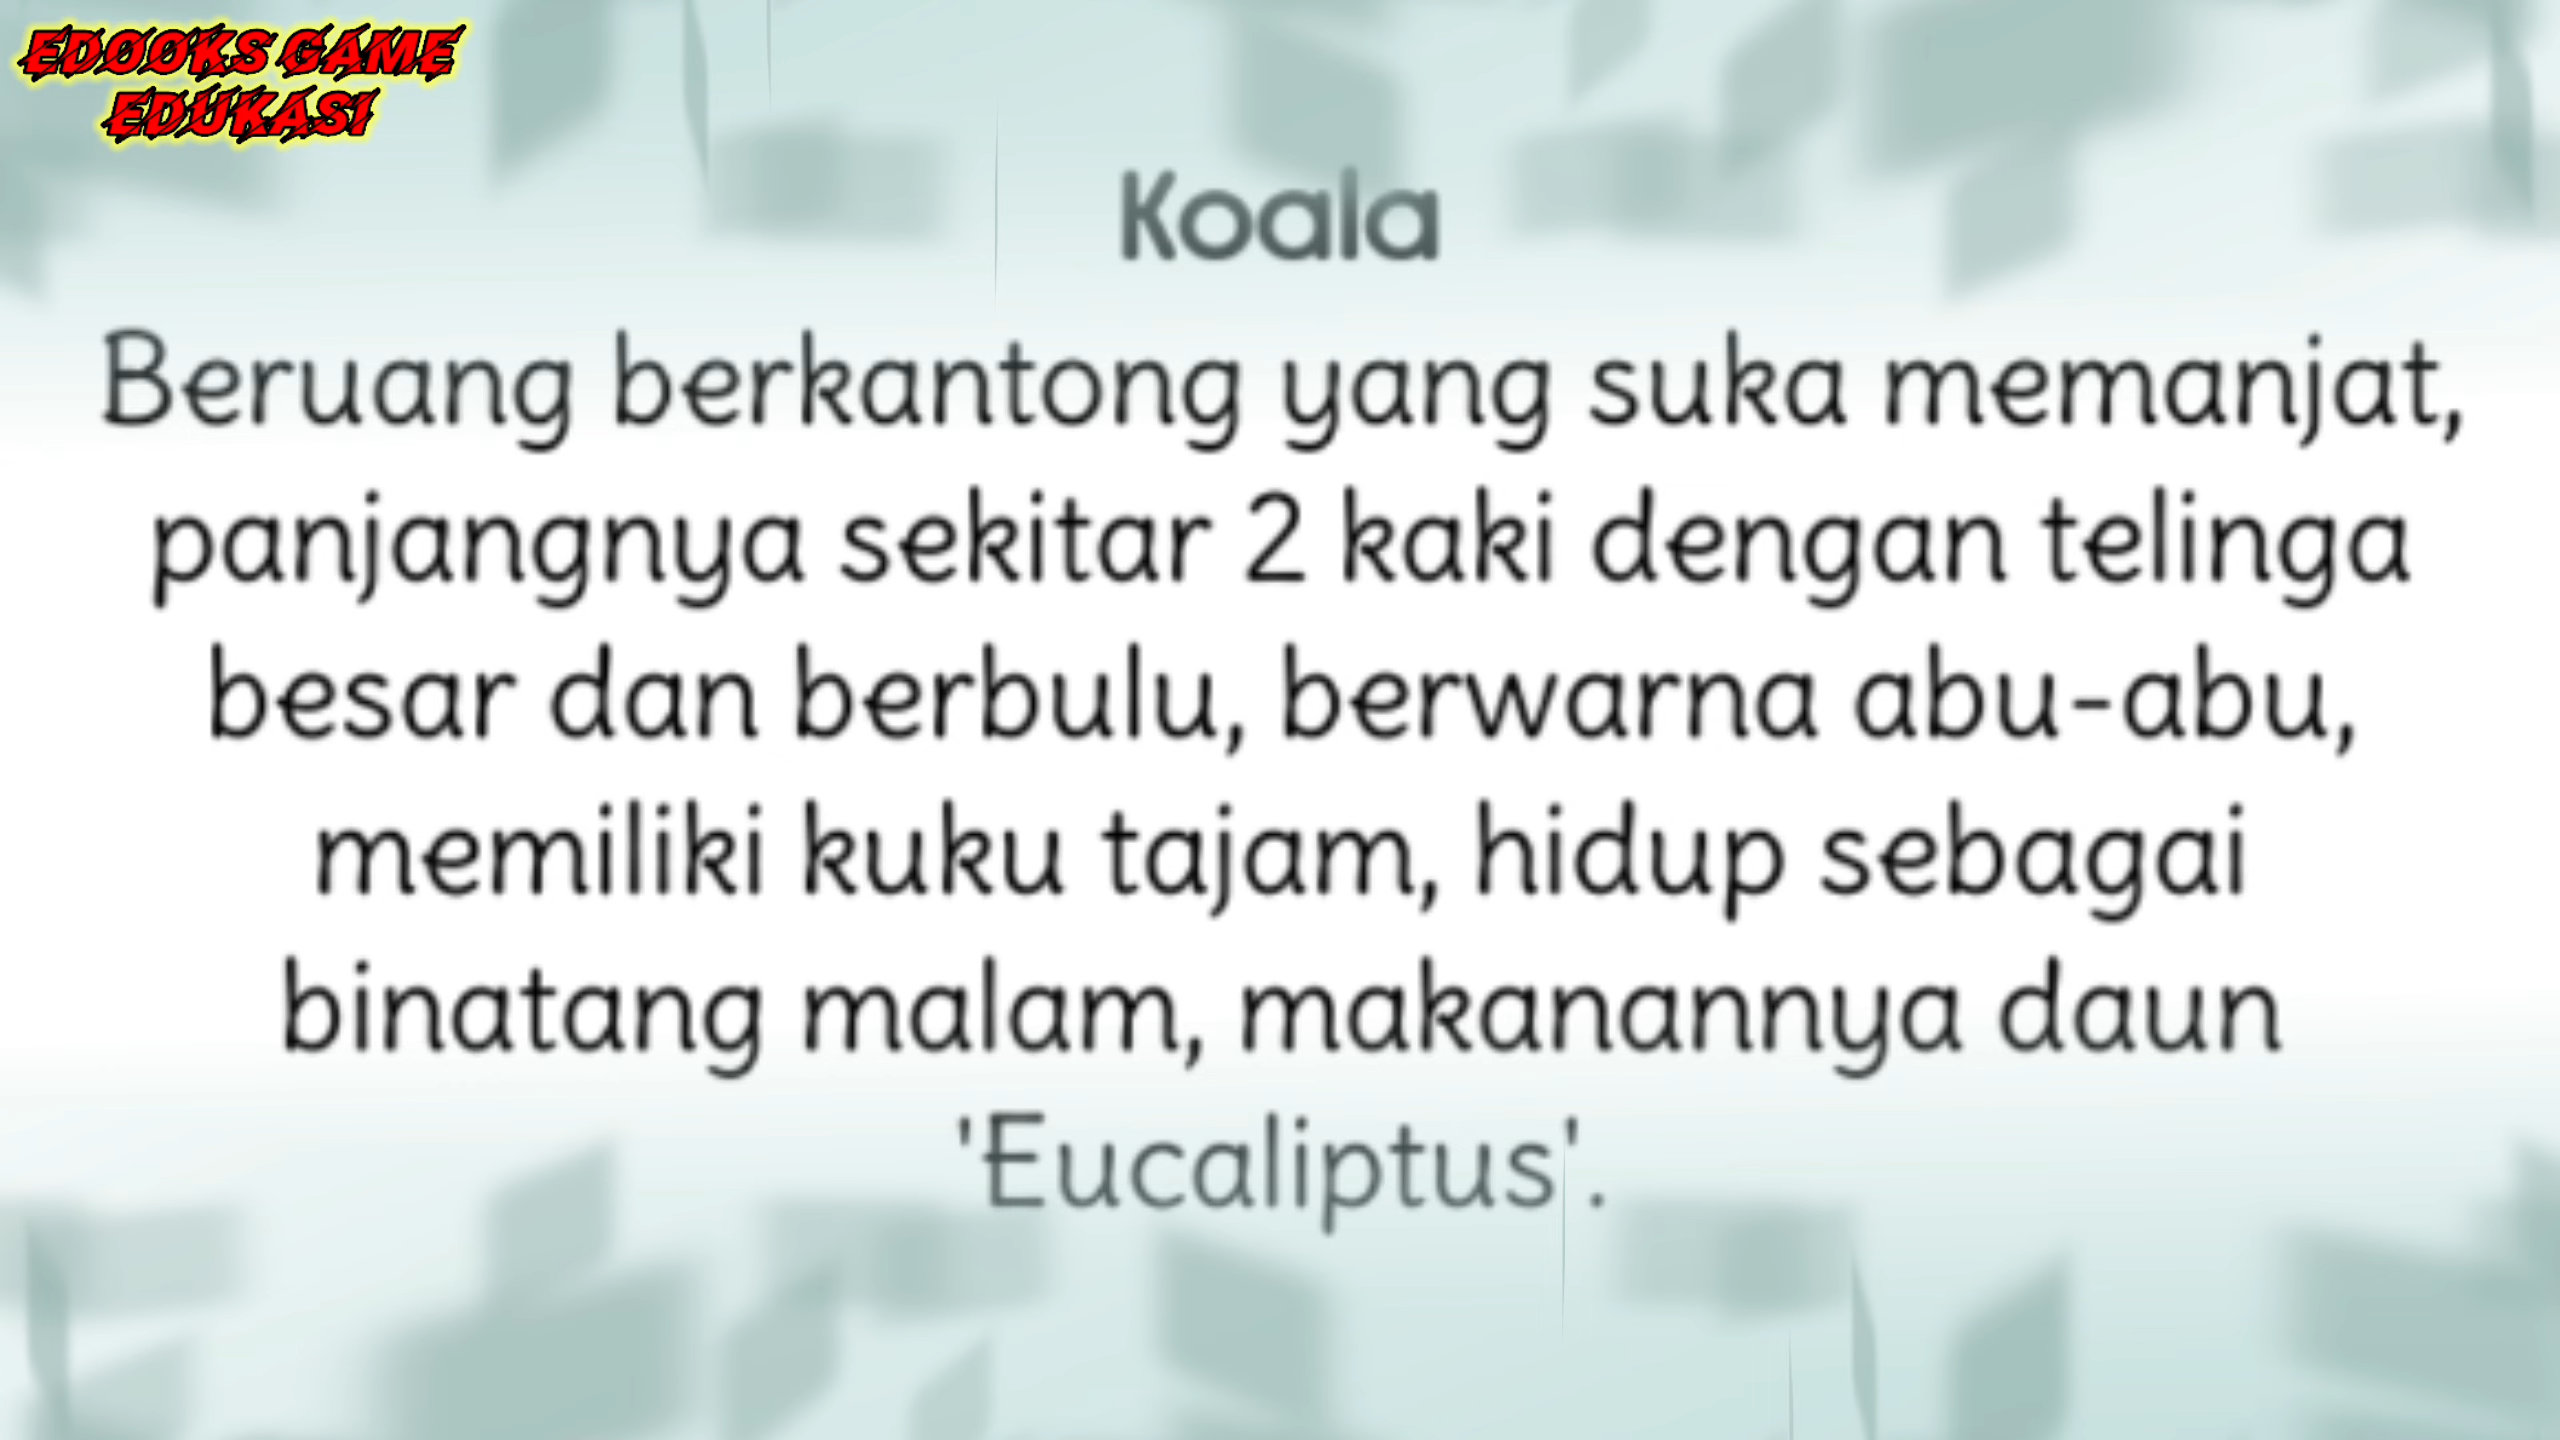 EDOOKS GAME
EDUKASI
Koala
Beruang berkantong yang suka memanjat,
panjangnya sekitar 2 kaki dengan telinga
besar dan berbulu, berwarna abu-abu,
memiliki kuku tajam, hidup sebagai
binatang malam, makanannya daun
'Eucaliptus'.